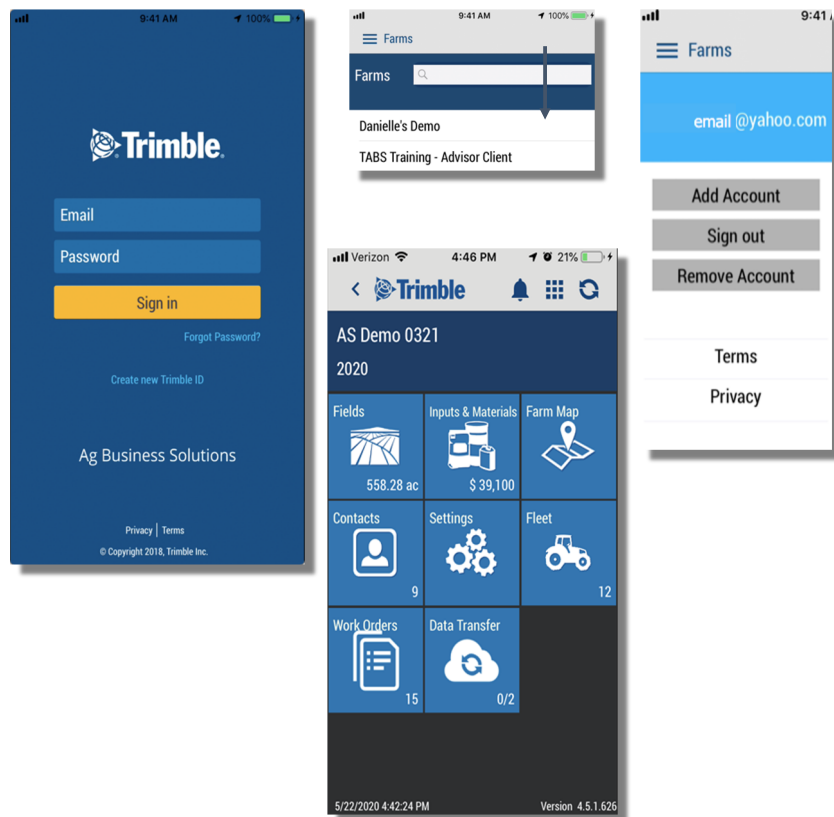 9:41 AM 100%
Trimble.
Email
Password
Sign in
Forgot Password?
Create new Trimble ID
Ag Business Solutions
Privacy | Terms
© Copyright 2018, Trimble Inc.
9:41 AM 100%
Farms
Farms
Danielle's Demo
TABS Training - Advisor Client
Verizon 4:46 PM 21%
Trimble
AS Demo 0321
2020
Fields Inputs & Materials Farm Map
558.28 ac $ 39,100
Contacts Settings Fleet
9 12
Work Orders Data Transfer
15 0/2
5/22/2020 4:42:24 PM Version 4.5.1.626
9:41
Farms
email @yahoo.com
Add Account
Sign out
Remove Account
Terms
Privacy